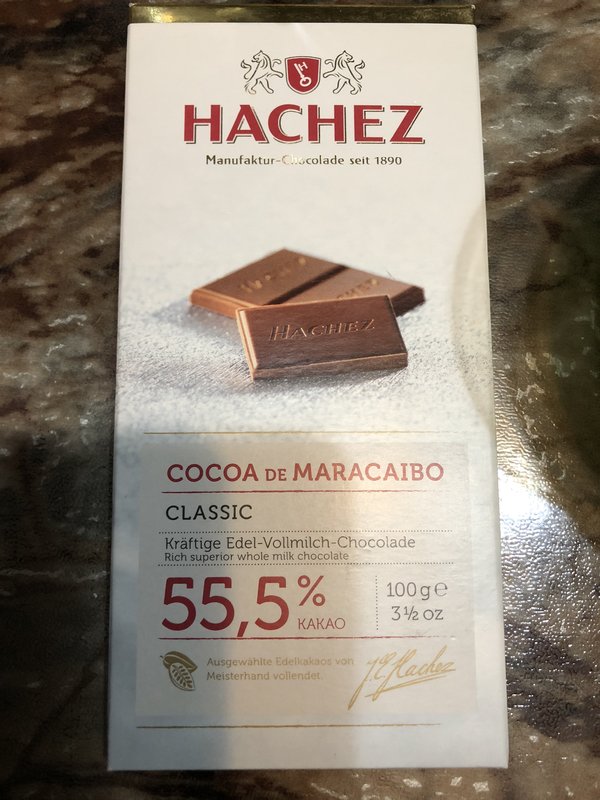 HACHEZ
Manufaktur-Chocolade seit 1890
HACHEZ
COCOA DE MARACAIBO
CLASSIC
Kräftige Edel-Vollmilch-Chocolade
Rich superior whole milk chocolate
55,5%
KAKAO
100g℮
3½ oz
Ausgewählte Edelkakaos von
Meisterhand vollendet.
J.G. Hachez